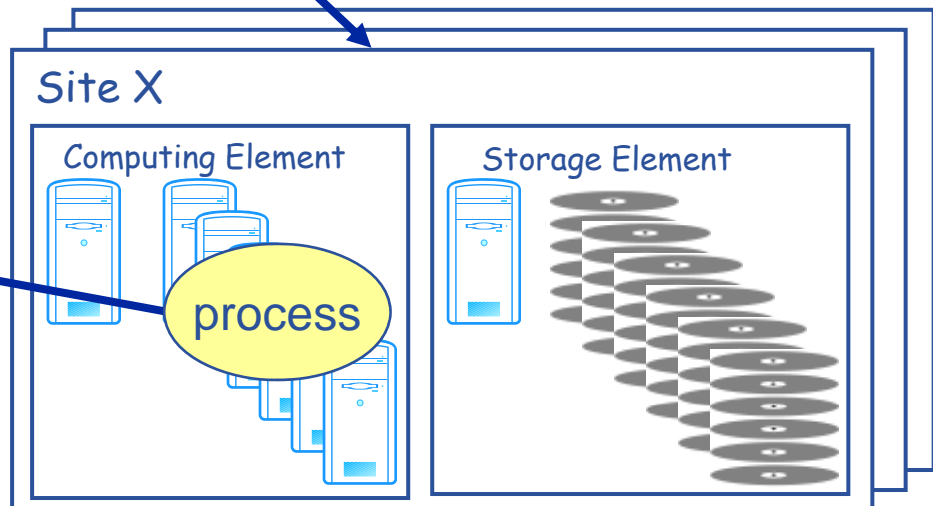 Site X
Computing Element
Storage Element
process